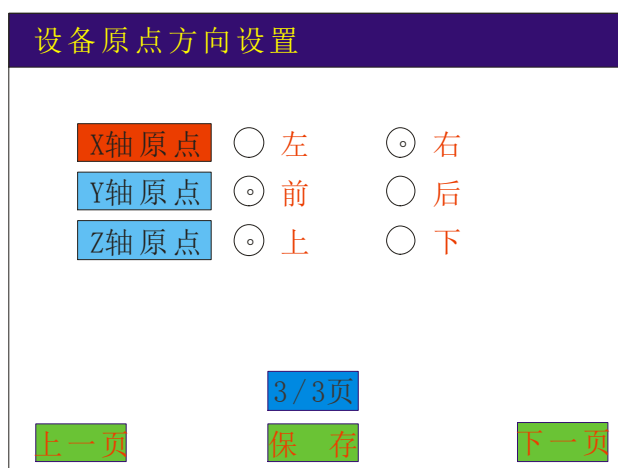 设备原点方向设置
X轴原点 左 右
Y轴原点 前 后
Z轴原点 上 下
3/3页
上一页 保 存 下一页